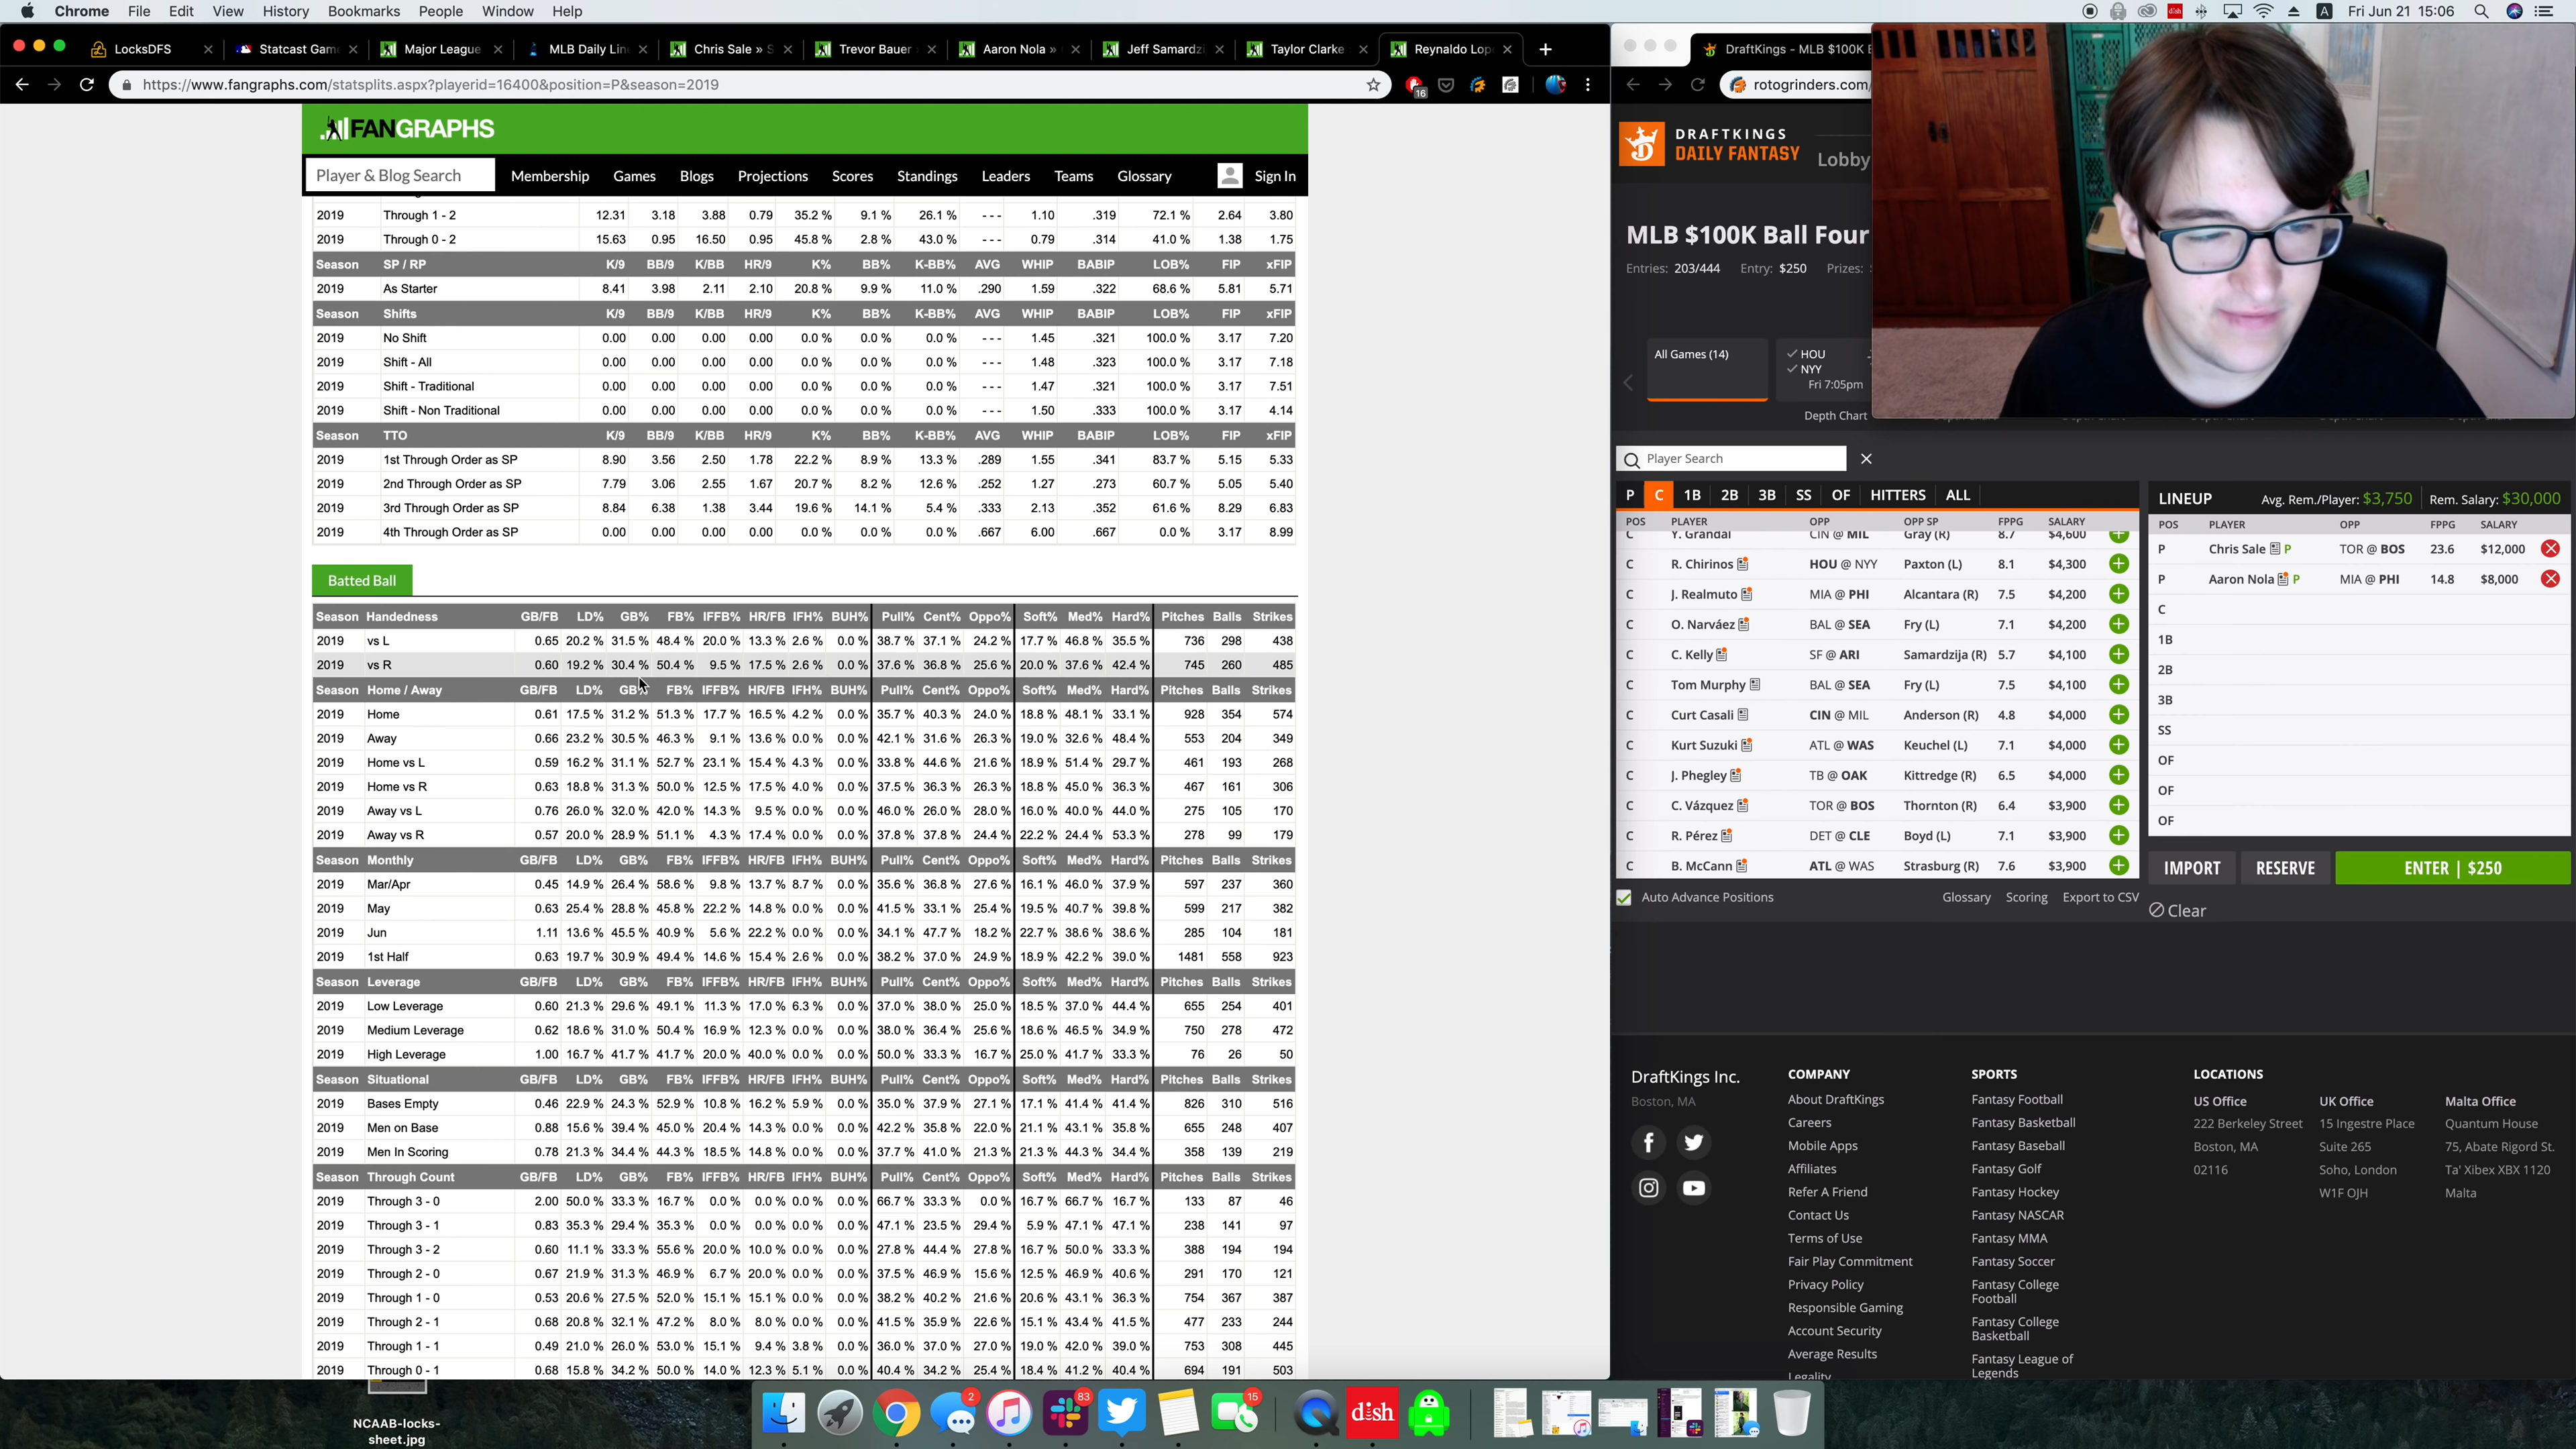 Chrome File Edit View History Bookmarks People Window Help Fri Jun 21 15:06
LocksDFS Statcast Gam Major League MLB Daily Lin Chris Sale » S Trevor Bauer Aaron Nola » Jeff Samardzi Taylor Clarke Reynaldo Lop
https://www.fangraphs.com/statsplits.aspx?playerid=16400&position=P&season=2019
16
FANGRAPHS
Player & Blog Search Membership Games Blogs Projections Scores Standings Leaders Teams Glossary Sign In
2019 Through 1 - 2 12.31 3.18 3.88 0.79 35.2 % 9.1 % 26.1 % - - - 1.10 .319 72.1 % 2.64 3.80
2019 Through 0 - 2 15.63 0.95 16.50 0.95 45.8 % 2.8 % 43.0 % - - - 0.79 .314 41.0 % 1.38 1.75
Season SP / RP K/9 BB/9 K/BB HR/9 K% BB% K-BB% AVG WHIP BABIP LOB% FIP xFIP
2019 As Starter 8.41 3.98 2.11 2.10 20.8 % 9.9 % 11.0 % .290 1.59 .322 68.6 % 5.81 5.71
Season Shifts K/9 BB/9 K/BB HR/9 K% BB% K-BB% AVG WHIP BABIP LOB% FIP xFIP
2019 No Shift 0.00 0.00 0.00 0.00 0.0 % 0.0 % 0.0 % - - - 1.45 .321 100.0 % 3.17 7.20
2019 Shift - All 0.00 0.00 0.00 0.00 0.0 % 0.0 % 0.0 % - - - 1.48 .323 100.0 % 3.17 7.18
2019 Shift - Traditional 0.00 0.00 0.00 0.00 0.0 % 0.0 % 0.0 % - - - 1.47 .321 100.0 % 3.17 7.51
2019 Shift - Non Traditional 0.00 0.00 0.00 0.00 0.0 % 0.0 % 0.0 % - - - 1.50 .333 100.0 % 3.17 4.14
Season TTO K/9 BB/9 K/BB HR/9 K% BB% K-BB% AVG WHIP BABIP LOB% FIP xFIP
2019 1st Through Order as SP 8.90 3.56 2.50 1.78 22.2 % 8.9 % 13.3 % .289 1.55 .341 83.7 % 5.15 5.33
2019 2nd Through Order as SP 7.79 3.06 2.55 1.67 20.7 % 8.2 % 12.6 % .252 1.27 .273 60.7 % 5.05 5.40
2019 3rd Through Order as SP 8.84 6.38 1.38 3.44 19.6 % 14.1 % 5.4 % .333 2.13 .352 61.6 % 8.29 6.83
2019 4th Through Order as SP 0.00 0.00 0.00 0.00 0.0 % 0.0 % 0.0 % .667 6.00 .667 0.0 % 3.17 8.99
Batted Ball
Season Handedness GB/FB LD% GB% FB% IFFB% HR/FB IFH% BUH% Pull% Cent% Oppo% Soft% Med% Hard% Pitches Balls Strikes
2019 vs L 0.65 20.2 % 31.5 % 48.4 % 20.0 % 13.3 % 2.6 % 0.0 % 38.7 % 37.1 % 24.2 % 17.7 % 46.8 % 35.5 % 736 298 438
2019 vs R 0.60 19.2 % 30.4 % 50.4 % 9.5 % 17.5 % 2.6 % 0.0 % 37.6 % 36.8 % 25.6 % 20.0 % 37.6 % 42.4 % 745 260 485
Season Home / Away GB/FB LD% GB% FB% IFFB% HR/FB IFH% BUH% Pull% Cent% Oppo% Soft% Med% Hard% Pitches Balls Strikes
2019 Home 0.61 17.5 % 31.2 % 51.3 % 17.7 % 16.5 % 4.2 % 0.0 % 35.7 % 40.3 % 24.0 % 18.8 % 48.1 % 33.1 % 928 354 574
2019 Away 0.66 23.2 % 30.5 % 46.3 % 9.1 % 13.6 % 0.0 % 0.0 % 42.1 % 31.6 % 26.3 % 19.0 % 32.6 % 48.4 % 553 204 349
2019 Home vs L 0.59 16.2 % 31.1 % 52.7 % 23.1 % 15.4 % 4.3 % 0.0 % 33.8 % 44.6 % 21.6 % 18.9 % 51.4 % 29.7 % 461 193 268
2019 Home vs R 0.63 18.8 % 31.3 % 50.0 % 12.5 % 17.5 % 4.0 % 0.0 % 37.5 % 36.3 % 26.3 % 18.8 % 45.0 % 36.3 % 467 161 306
2019 Away vs L 0.76 26.0 % 32.0 % 42.0 % 14.3 % 9.5 % 0.0 % 0.0 % 46.0 % 26.0 % 28.0 % 16.0 % 40.0 % 44.0 % 275 105 170
2019 Away vs R 0.57 20.0 % 28.9 % 51.1 % 4.3 % 17.4 % 0.0 % 0.0 % 37.8 % 37.8 % 24.4 % 22.2 % 24.4 % 53.3 % 278 99 179
Season Monthly GB/FB LD% GB% FB% IFFB% HR/FB IFH% BUH% Pull% Cent% Oppo% Soft% Med% Hard% Pitches Balls Strikes
2019 Mar/Apr 0.45 14.9 % 26.4 % 58.6 % 9.8 % 13.7 % 8.7 % 0.0 % 35.6 % 36.8 % 27.6 % 16.1 % 46.0 % 37.9 % 597 237 360
2019 May 0.63 25.4 % 28.8 % 45.8 % 22.2 % 14.8 % 0.0 % 0.0 % 41.5 % 33.1 % 25.4 % 19.5 % 40.7 % 39.8 % 599 217 382
2019 Jun 1.11 13.6 % 45.5 % 40.9 % 5.6 % 22.2 % 0.0 % 0.0 % 34.1 % 47.7 % 18.2 % 22.7 % 38.6 % 38.6 % 285 104 181
2019 1st Half 0.63 19.7 % 30.9 % 49.4 % 14.6 % 15.4 % 2.6 % 0.0 % 38.2 % 37.0 % 24.9 % 18.9 % 42.2 % 39.0 % 1481 558 923
Season Leverage GB/FB LD% GB% FB% IFFB% HR/FB IFH% BUH% Pull% Cent% Oppo% Soft% Med% Hard% Pitches Balls Strikes
2019 Low Leverage 0.60 21.3 % 29.6 % 49.1 % 11.3 % 17.0 % 6.3 % 0.0 % 37.0 % 38.0 % 25.0 % 18.5 % 37.0 % 44.4 % 655 254 401
2019 Medium Leverage 0.62 18.6 % 31.0 % 50.4 % 16.9 % 12.3 % 0.0 % 0.0 % 38.0 % 36.4 % 25.6 % 18.6 % 46.5 % 34.9 % 750 278 472
2019 High Leverage 1.00 16.7 % 41.7 % 41.7 % 20.0 % 40.0 % 0.0 % 0.0 % 50.0 % 33.3 % 16.7 % 25.0 % 41.7 % 33.3 % 76 26 50
Season Situational GB/FB LD% GB% FB% IFFB% HR/FB IFH% BUH% Pull% Cent% Oppo% Soft% Med% Hard% Pitches Balls Strikes
2019 Bases Empty 0.46 22.9 % 24.3 % 52.9 % 10.8 % 16.2 % 5.9 % 0.0 % 35.0 % 37.9 % 27.1 % 17.1 % 41.4 % 41.4 % 826 310 516
2019 Men on Base 0.88 15.6 % 39.4 % 45.0 % 20.4 % 14.3 % 0.0 % 0.0 % 42.2 % 35.8 % 22.0 % 21.1 % 43.1 % 35.8 % 655 248 407
2019 Men In Scoring 0.78 21.3 % 34.4 % 44.3 % 18.5 % 14.8 % 0.0 % 0.0 % 37.7 % 41.0 % 21.3 % 21.3 % 44.3 % 34.4 % 358 139 219
Season Through Count GB/FB LD% GB% FB% IFFB% HR/FB IFH% BUH% Pull% Cent% Oppo% Soft% Med% Hard% Pitches Balls Strikes
2019 Through 3 - 0 2.00 50.0 % 33.3 % 16.7 % 0.0 % 0.0 % 0.0 % 0.0 % 66.7 % 33.3 % 0.0 % 16.7 % 66.7 % 16.7 % 133 87 46
2019 Through 3 - 1 0.83 35.3 % 29.4 % 35.3 % 0.0 % 0.0 % 0.0 % 0.0 % 47.1 % 23.5 % 29.4 % 5.9 % 47.1 % 47.1 % 238 141 97
2019 Through 3 - 2 0.60 11.1 % 33.3 % 55.6 % 20.0 % 10.0 % 0.0 % 0.0 % 27.8 % 44.4 % 27.8 % 16.7 % 50.0 % 33.3 % 388 194 194
2019 Through 2 - 0 0.67 21.9 % 31.3 % 46.9 % 6.7 % 20.0 % 0.0 % 0.0 % 37.5 % 46.9 % 15.6 % 12.5 % 46.9 % 40.6 % 291 170 121
2019 Through 1 - 0 0.53 20.6 % 27.5 % 52.0 % 15.1 % 15.1 % 0.0 % 0.0 % 38.2 % 40.2 % 21.6 % 20.6 % 43.1 % 36.3 % 754 367 387
2019 Through 2 - 1 0.68 20.8 % 32.1 % 47.2 % 8.0 % 8.0 % 0.0 % 0.0 % 41.5 % 35.9 % 22.6 % 15.1 % 43.4 % 41.5 % 477 233 244
2019 Through 1 - 1 0.49 21.0 % 26.0 % 53.0 % 15.1 % 9.4 % 3.8 % 0.0 % 36.0 % 37.0 % 27.0 % 19.0 % 42.0 % 39.0 % 753 308 445
2019 Through 0 - 1 0.68 15.8 % 34.2 % 50.0 % 14.0 % 12.3 % 5.1 % 0.0 % 40.4 % 34.2 % 25.4 % 18.4 % 41.2 % 40.4 % 694 191 503
DraftKings - MLB $100K
rotogrinders.com/
DRAFTKINGS
DAILY FANTASY Lobby
MLB $100K Ball Four
Entries: 203/444 Entry: $250 Prizes:
All Games (14)
HOU
NYY
Fri 7:05pm
Depth Chart
Player Search
P C 1B 2B 3B SS OF HITTERS ALL
POS PLAYER OPP OPP SP FPPG SALARY
C Y. Grandal CIN @ MIL Gray (R) 8.7 $4,600
C R. Chirinos HOU @ NYY Paxton (L) 8.1 $4,300
C J. Realmuto MIA @ PHI Alcantara (R) 7.5 $4,200
C O. Narváez BAL @ SEA Fry (L) 7.1 $4,200
C C. Kelly SF @ ARI Samardzija (R) 5.7 $4,100
C Tom Murphy BAL @ SEA Fry (L) 7.5 $4,100
C Curt Casali CIN @ MIL Anderson (R) 4.8 $4,000
C Kurt Suzuki ATL @ WAS Keuchel (L) 7.1 $4,000
C J. Phegley TB @ OAK Kittredge (R) 6.5 $4,000
C C. Vázquez TOR @ BOS Thornton (R) 6.4 $3,900
C R. Pérez DET @ CLE Boyd (L) 7.1 $3,900
C B. McCann ATL @ WAS Strasburg (R) 7.6 $3,900
Auto Advance Positions Glossary Scoring Export to CSV
LINEUP Avg. Rem./Player: $3,750 Rem. Salary: $30,000
POS PLAYER OPP FPPG SALARY
P Chris Sale P TOR @ BOS 23.6 $12,000
P Aaron Nola P MIA @ PHI 14.8 $8,000
C
1B
2B
3B
SS
OF
OF
OF
IMPORT RESERVE ENTER | $250
Clear
DraftKings Inc.
Boston, MA
COMPANY
About DraftKings
Careers
Mobile Apps
Affiliates
Refer A Friend
Contact Us
Terms of Use
Fair Play Commitment
Privacy Policy
Responsible Gaming
Account Security
Average Results
Legality
SPORTS
Fantasy Football
Fantasy Basketball
Fantasy Baseball
Fantasy Golf
Fantasy Hockey
Fantasy NASCAR
Fantasy MMA
Fantasy Soccer
Fantasy College
Football
Fantasy College
Basketball
Fantasy League of
Legends
LOCATIONS
US Office
222 Berkeley Street
Boston, MA
02116
UK Office
15 Ingestre Place
Suite 265
Soho, London
W1F OJH
Malta Office
Quantum House
75, Abate Rigord St.
Ta' Xibex XBX 1120
Malta
NCAAB-locks-
sheet.jpg
2 83 15
dish